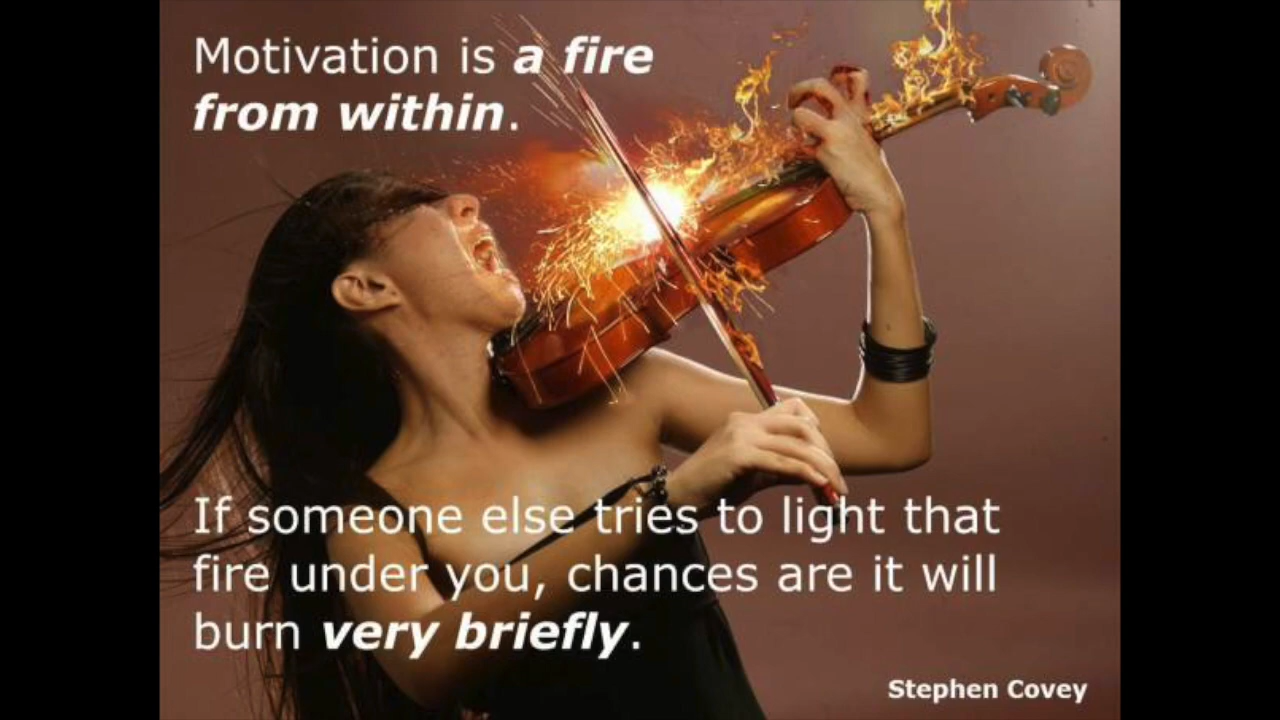 Motivation is a fire
from within.
If someone else tries to light that
fire under you, chances are it will
burn very briefly.
Stephen Covey